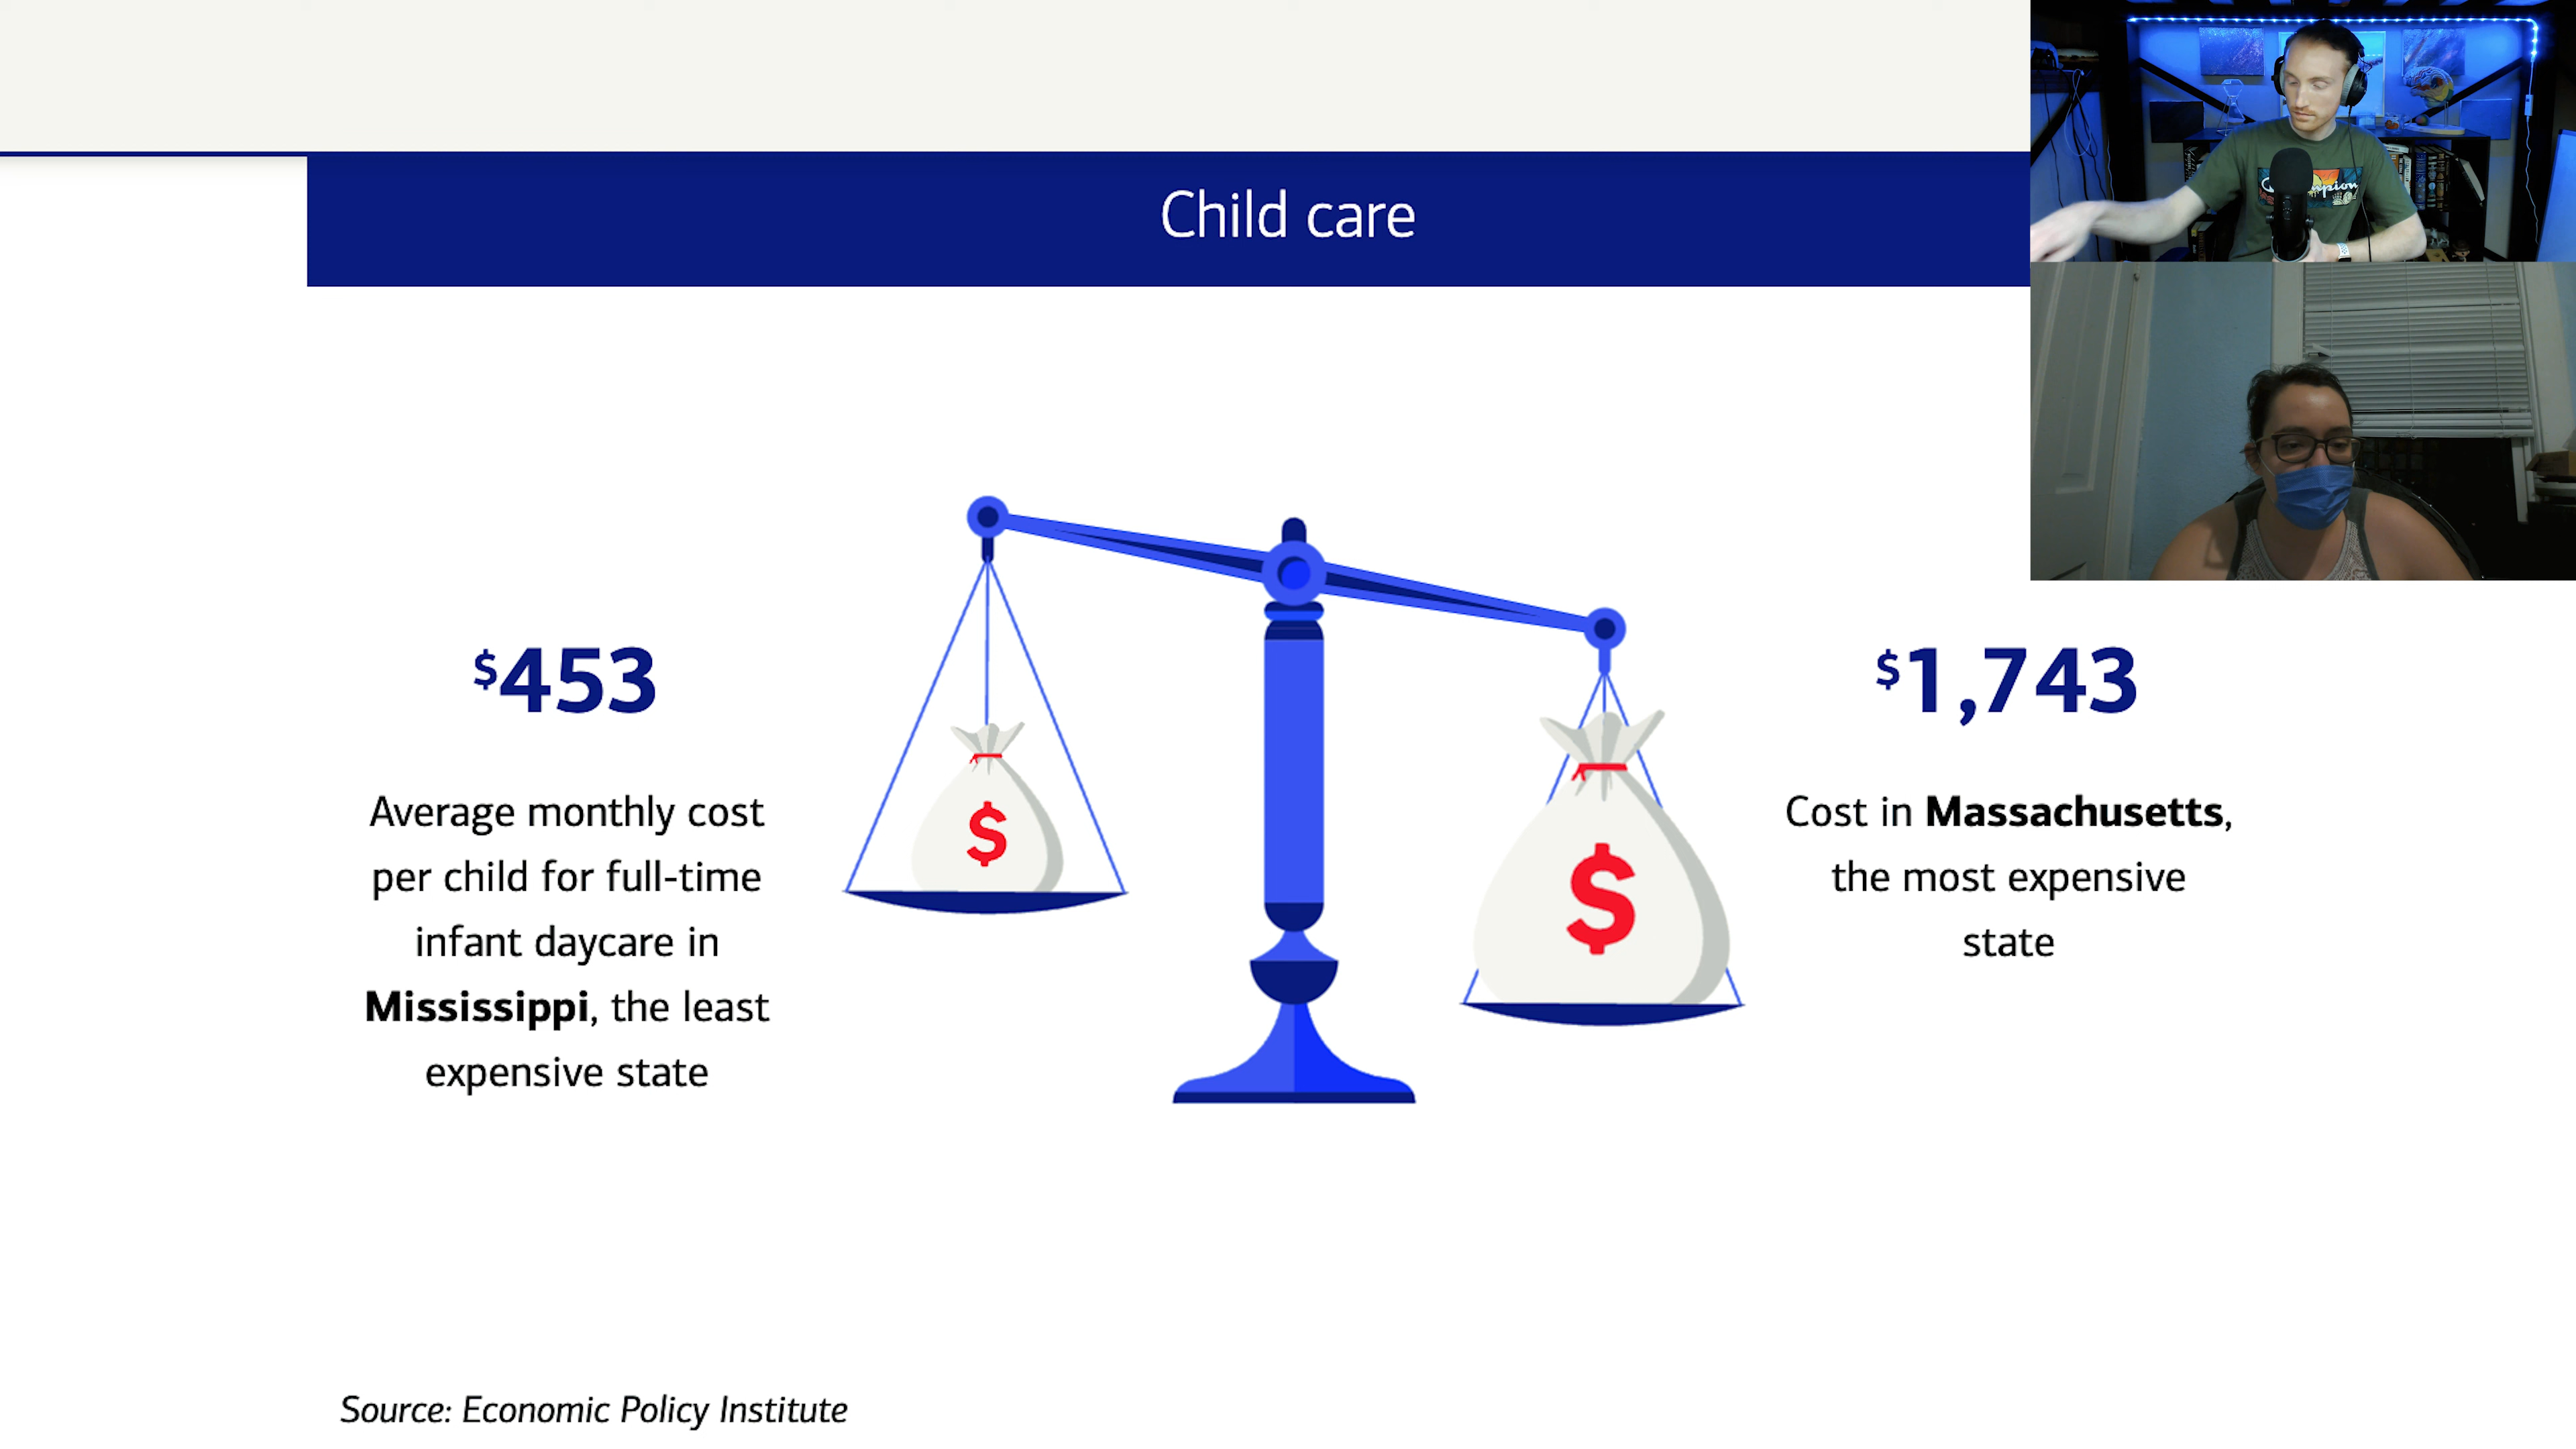 Child care
$453
Average monthly cost
per child for full-time
infant daycare in
Mississippi, the least
expensive state
$
$
$1,743
Cost in Massachusetts,
the most expensive
state
Source: Economic Policy Institute